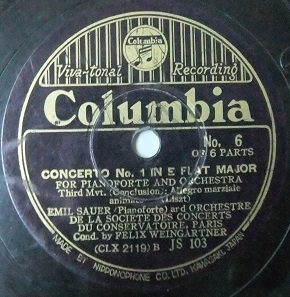 Columbia
Viva-tonal Recording
Columbia
No. 6
OF 6 PARTS
CONCERTO No. 1 IN E FLAT MAJOR
FOR PIANOFORTE AND ORCHESTRA
Third Mvt. (Conclusion): Allegro marziale
animato (Liszt)
EMIL SAUER (Pianoforte) and ORCHESTRE
DE LA SOCIETE DES CONCERTS
DU CONSERVATOIRE, PARIS
Cond. by FELIX WEINGARTNER
(CLX 2119) B JS 103
MADE BY NIPPONOPHONE CO., LTD. KAWASAKI, JAPAN